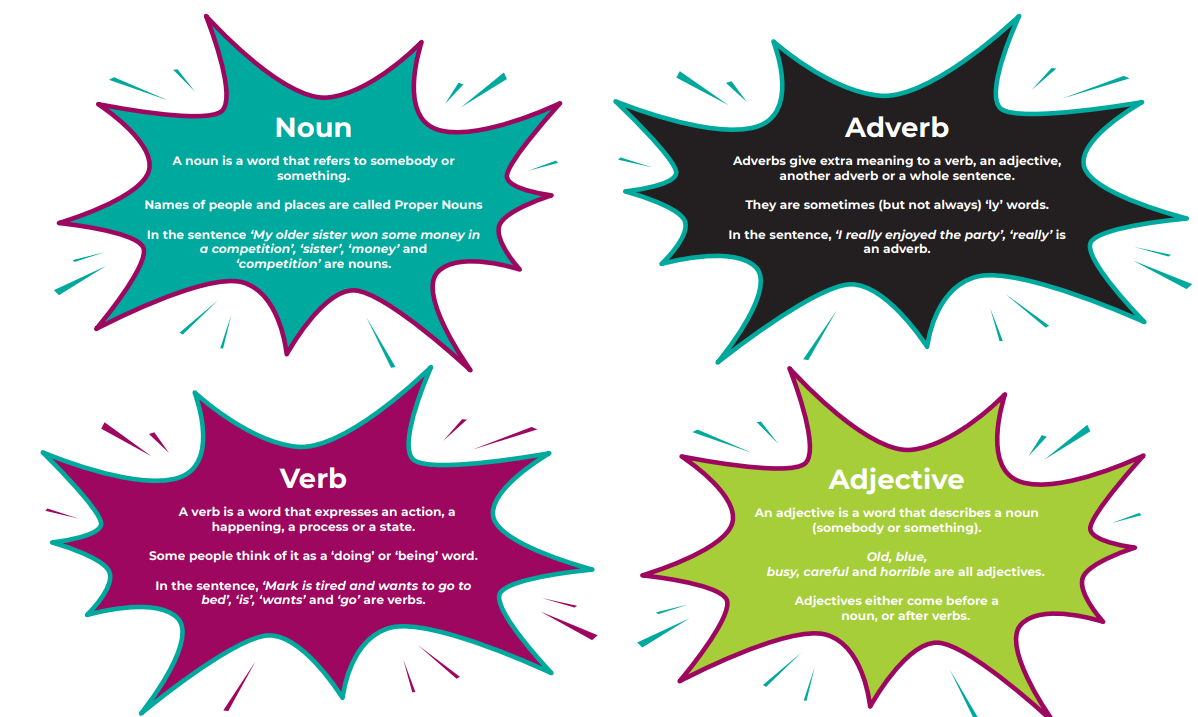 Noun
A noun is a word that refers to somebody or
something.
Names of people and places are called Proper Nouns
In the sentence ‘My older sister won some money in
a competition’, ‘sister’, ‘money’ and
‘competition’ are nouns.
Adverb
Adverbs give extra meaning to a verb, an adjective,
another adverb or a whole sentence.
They are sometimes (but not always) ‘ly’ words.
In the sentence, ‘I really enjoyed the party’, ‘really’ is
an adverb.
Verb
A verb is a word that expresses an action, a
happening, a process or a state.
Some people think of it as a ‘doing’ or ‘being’ word.
In the sentence, ‘Mark is tired and wants to go to
bed’, ‘is’, ‘wants’ and ‘go’ are verbs.
Adjective
An adjective is a word that describes a noun
(somebody or something).
Old, blue,
busy, careful and horrible are all adjectives.
Adjectives either come before a
noun, or after verbs.